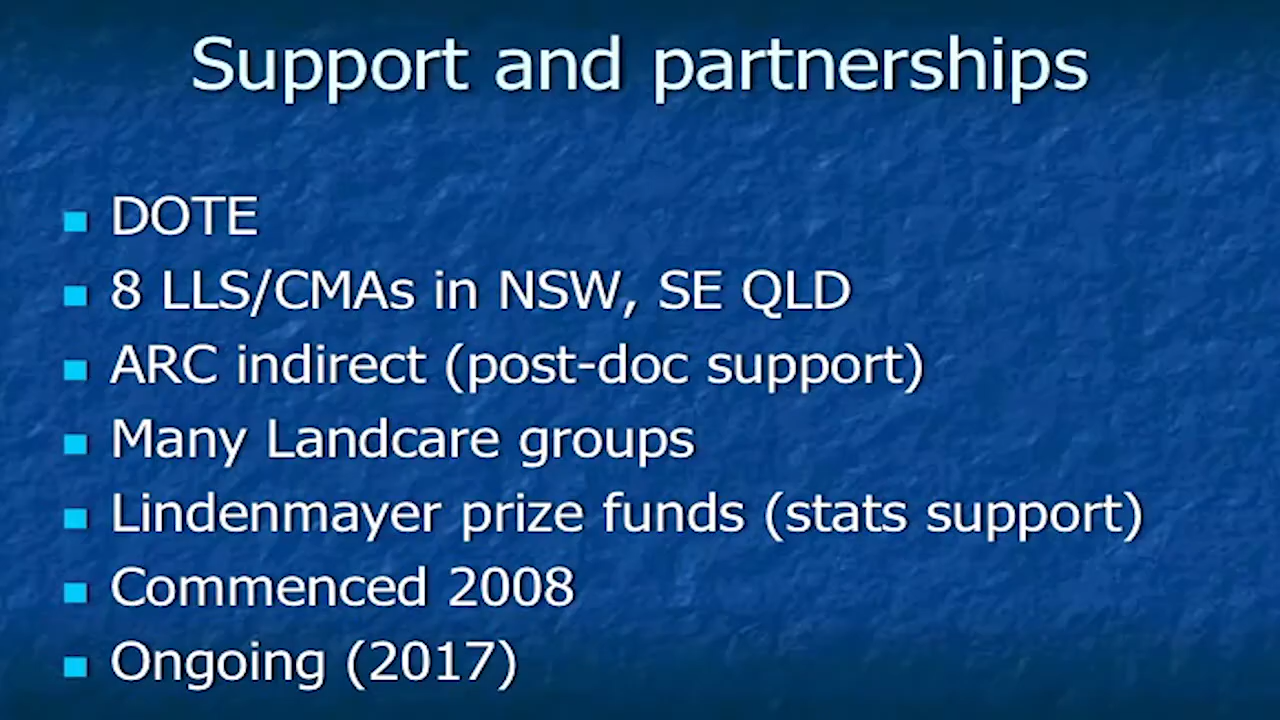 Support and partnerships
DOTE
8 LLS/CMAs in NSW, SE QLD
ARC indirect (post-doc support)
Many Landcare groups
Lindenmayer prize funds (stats support)
Commenced 2008
Ongoing (2017)